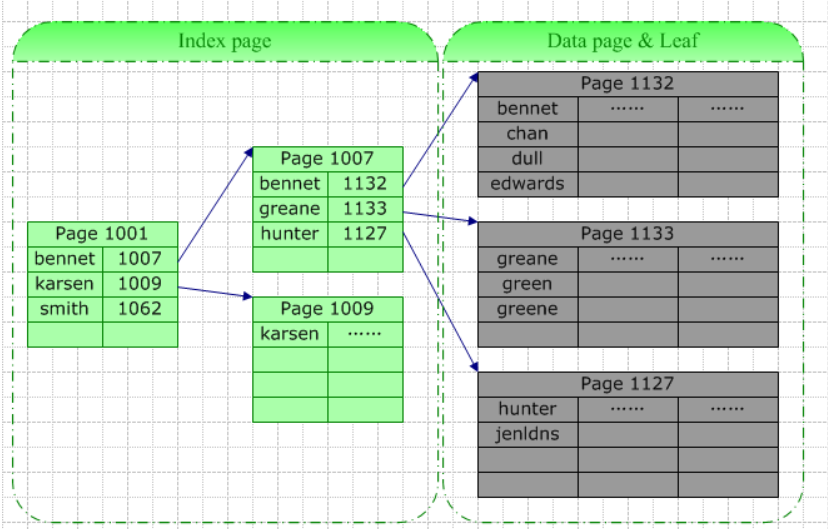 Index page
Data page & Leaf
Page 1001
bennet 1007
karsen 1009
smith 1062
Page 1007
bennet 1132
greane 1133
hunter 1127
Page 1009
karsen ······
Page 1132
bennet ······ ······
chan
dull
edwards
Page 1133
greane ······ ······
green
greene
Page 1127
hunter ······ ······
jenldns